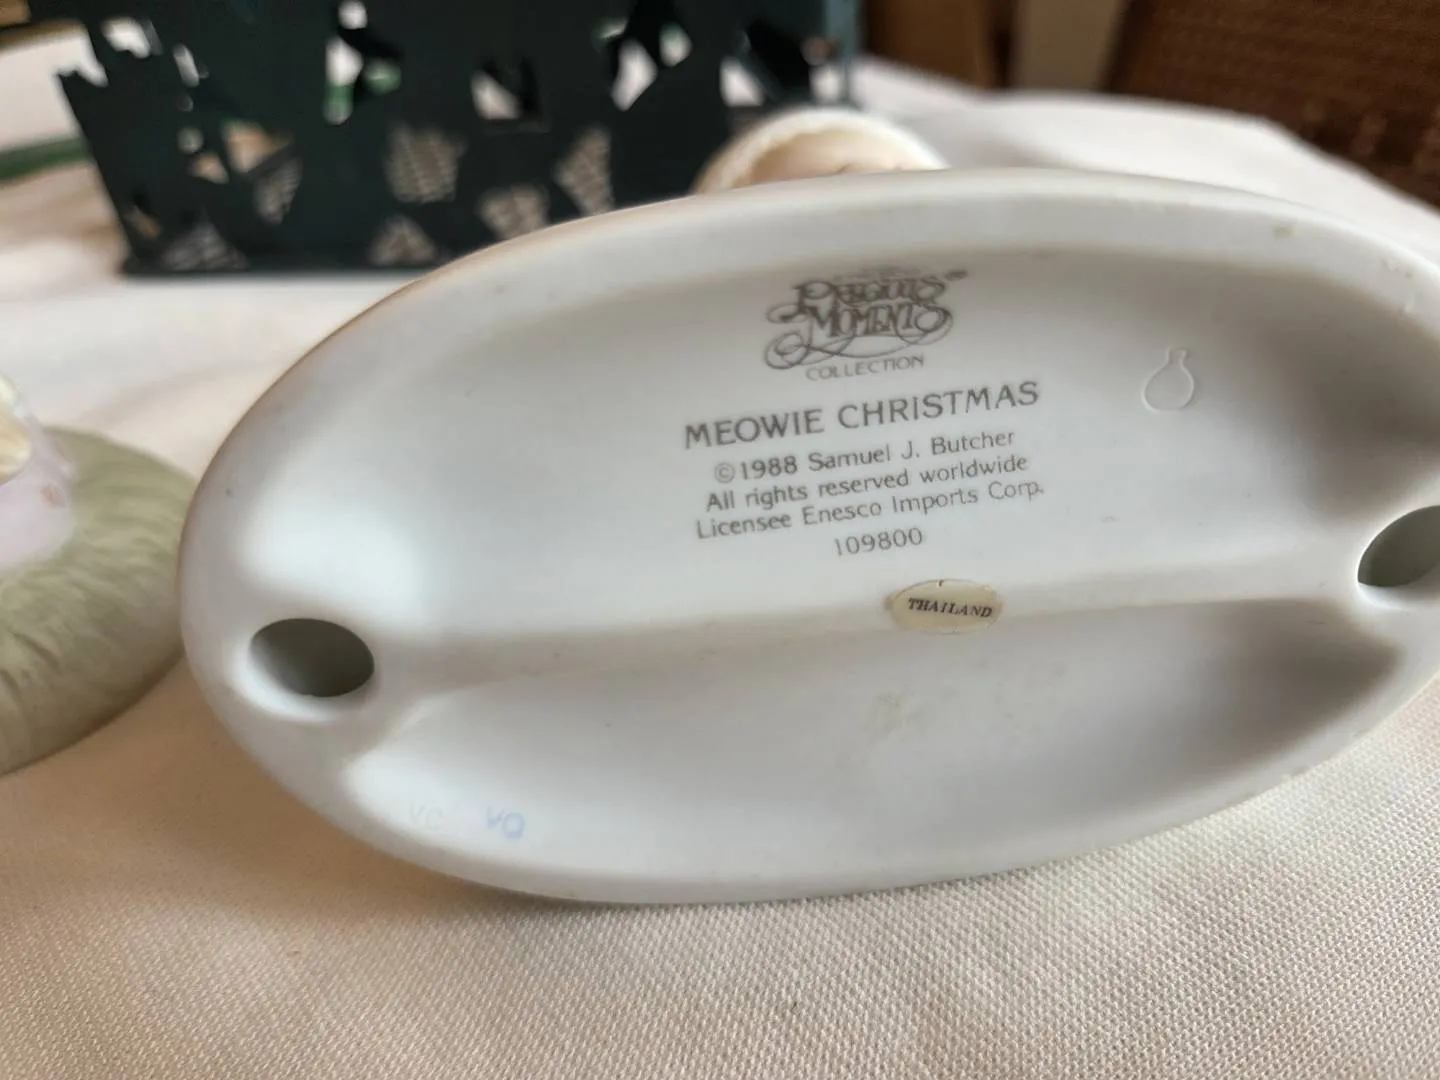 PRECIOUS
MOMENTS
COLLECTION
MEOWIE CHRISTMAS
©1988 Samuel J. Butcher
All rights reserved worldwide
Licensee Enesco Imports Corp.
109800
THAILAND